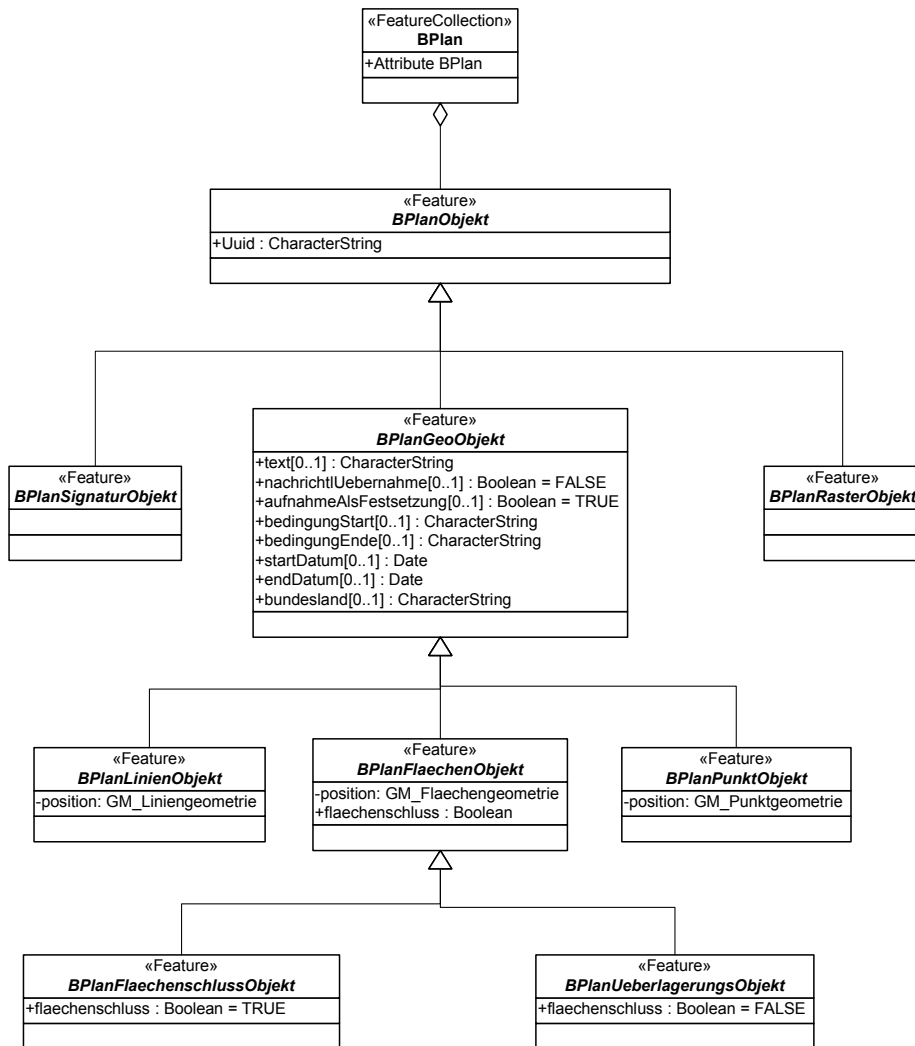 «FeatureCollection»
BPlan
+Attribute BPlan
«Feature»
BPlanObjekt
+Uuid : CharacterString
«Feature»
BPlanSignaturObjekt
«Feature»
BPlanGeoObjekt
+text[0..1] : CharacterString
+nachrichtlUebernahme[0..1] : Boolean = FALSE
+aufnahmeAlsFestsetzung[0..1] : Boolean = TRUE
+bedingungStart[0..1] : CharacterString
+bedingungEnde[0..1] : CharacterString
+startDatum[0..1] : Date
+endDatum[0..1] : Date
+bundesland[0..1] : CharacterString
«Feature»
BPlanRasterObjekt
«Feature»
BPlanLinienObjekt
-position: GM_Liniengeometrie
«Feature»
BPlanFlaechenObjekt
-position: GM_Flaechengeometrie
+flaechenschluss : Boolean
«Feature»
BPlanPunktObjekt
-position: GM_Punktgeometrie
«Feature»
BPlanFlaechenschlussObjekt
+flaechenschluss : Boolean = TRUE
«Feature»
BPlanUeberlagerungsObjekt
+flaechenschluss : Boolean = FALSE